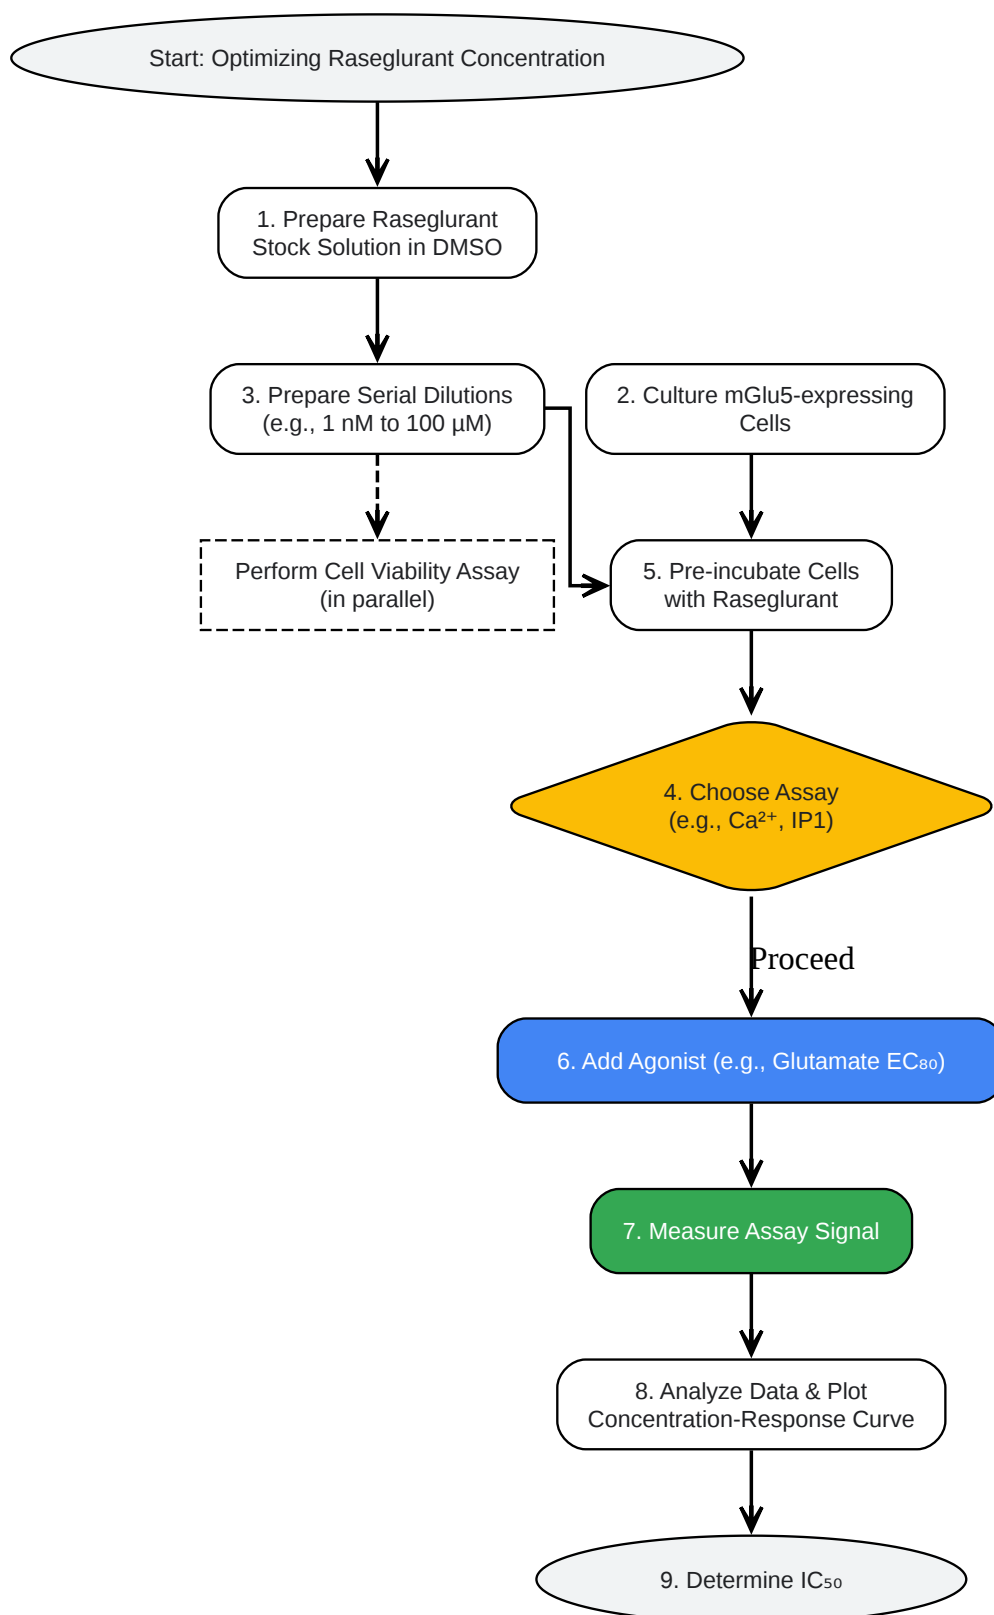 Start: Optimizing Raseglurant Concentration
1. Prepare Raseglurant
Stock Solution in DMSO
3. Prepare Serial Dilutions
(e.g., 1 nM to 100 µM)
2. Culture mGlu5-expressing
Cells
Perform Cell Viability Assay
(in parallel)
5. Pre-incubate Cells
with Raseglurant
4. Choose Assay
(e.g., Ca²⁺, IP1)
Proceed
6. Add Agonist (e.g., Glutamate EC₈₀)
7. Measure Assay Signal
8. Analyze Data & Plot
Concentration-Response Curve
9. Determine IC₅₀